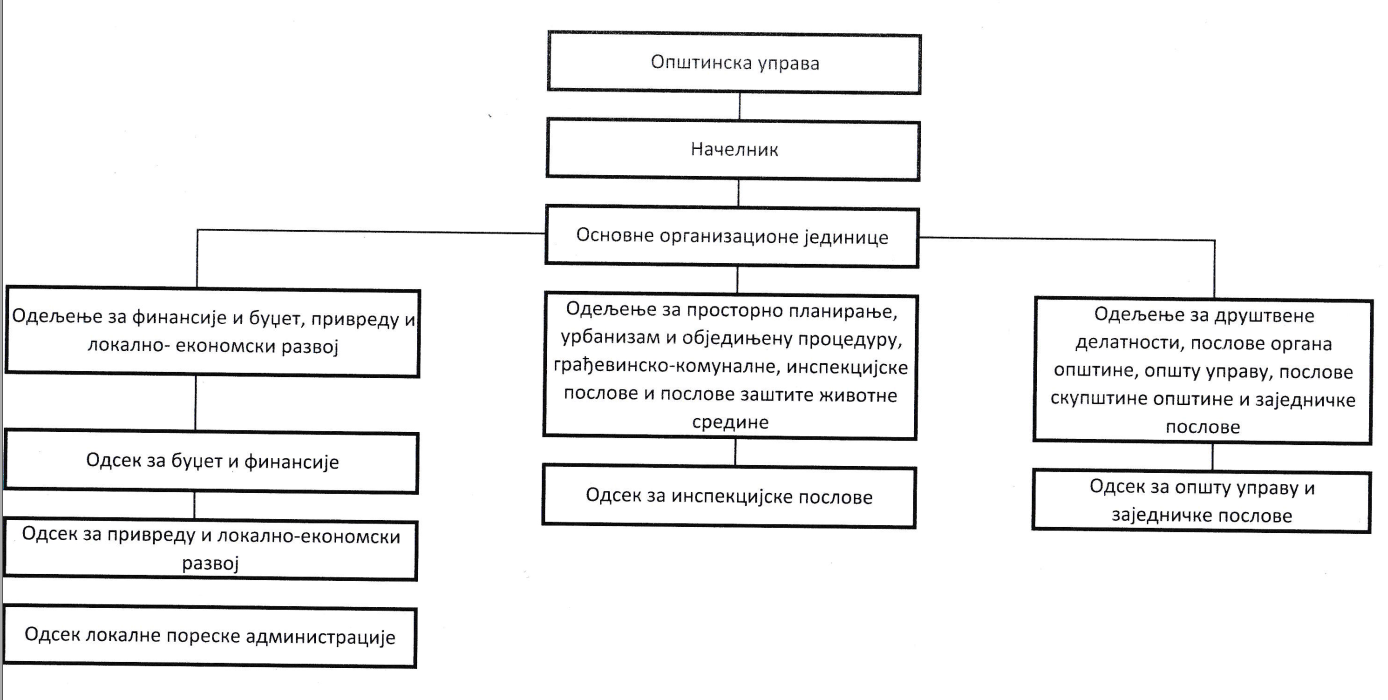 Општинска управа
Начелник
Основне организационе јединице
Одељење за финансије и буџет, привреду и
локално- економски развој
Одсек за буџет и финансије
Одсек за привреду и локално-економски
развој
Одсек локалне пореске администрације
Одељење за просторно планирање,
урбанизам и обједињену процедуру,
грађевинско-комуналне, инспекцијске
послове и послове заштите животне
средине
Одсек за инспекцијске послове
Одељење за друштвене
делатности, послове органа
општине, општу управу, послове
скупштине општине и заједничке
послове
Одсек за општу управу и
заједничке послове